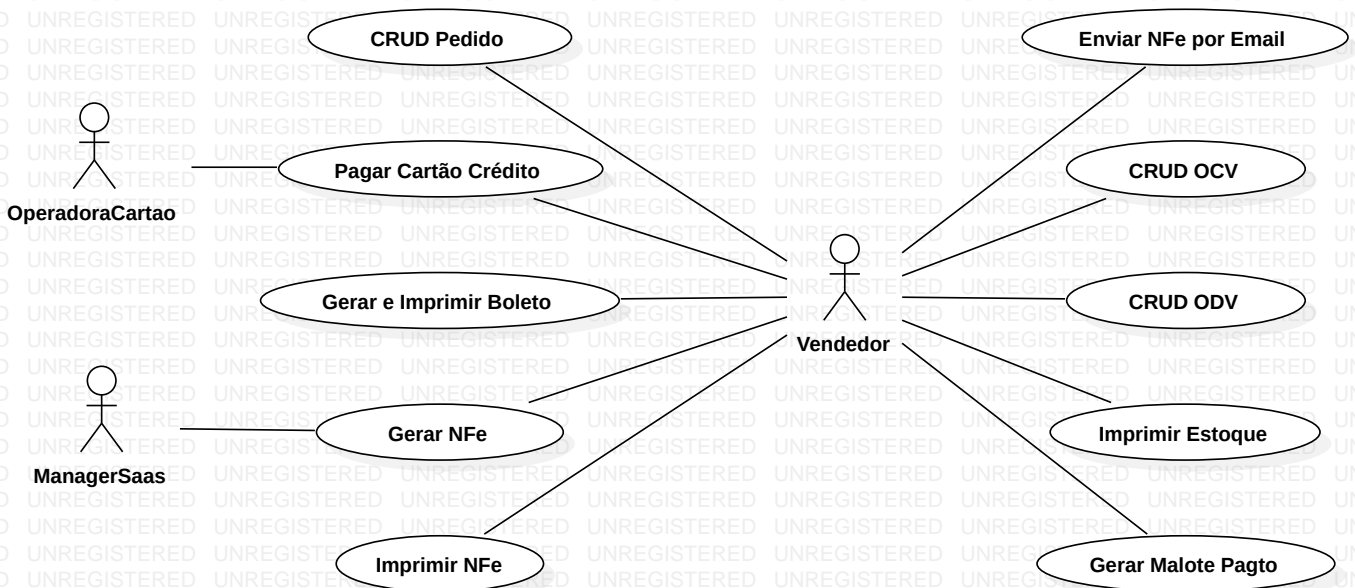 CRUD Pedido
Enviar NFe por Email
Pagar Cartão Crédito
CRUD OCV
OperadoraCartao
Gerar e Imprimir Boleto
CRUD ODV
Vendedor
Gerar NFe
Imprimir Estoque
ManagerSaas
Imprimir NFe
Gerar Malote Pagto
UNREGISTERED